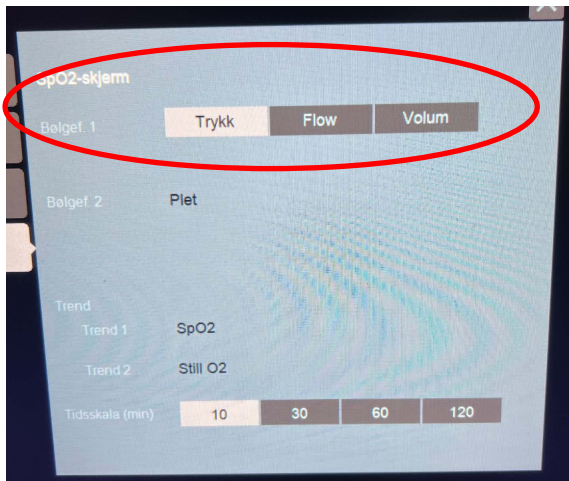 SpO2-skjerm
Bølgef. 1 Trykk Flow Volum
Bølgef. 2 Plet
Trend
Trend 1 SpO2
Trend 2 Still O2
Tidsskala (min) 10 30 60 120